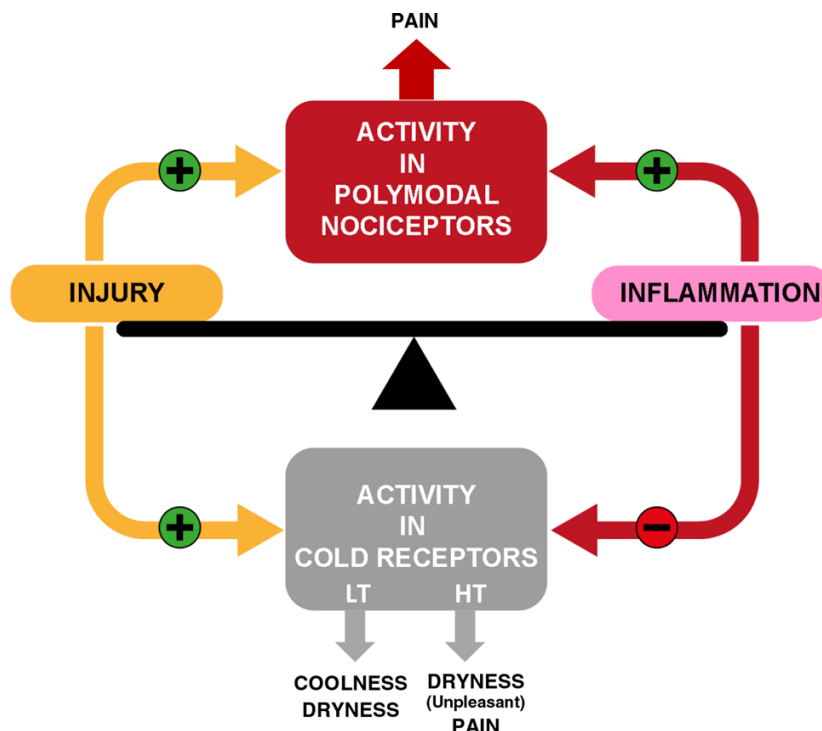 PAIN
ACTIVITY
IN
POLYMODAL
NOCICEPTORS
INJURY
INFLAMMATION
ACTIVITY
IN
COLD RECEPTORS
LT HT
COOLNESS
DRYNESS
DRYNESS
(Unpleasant)
PAIN